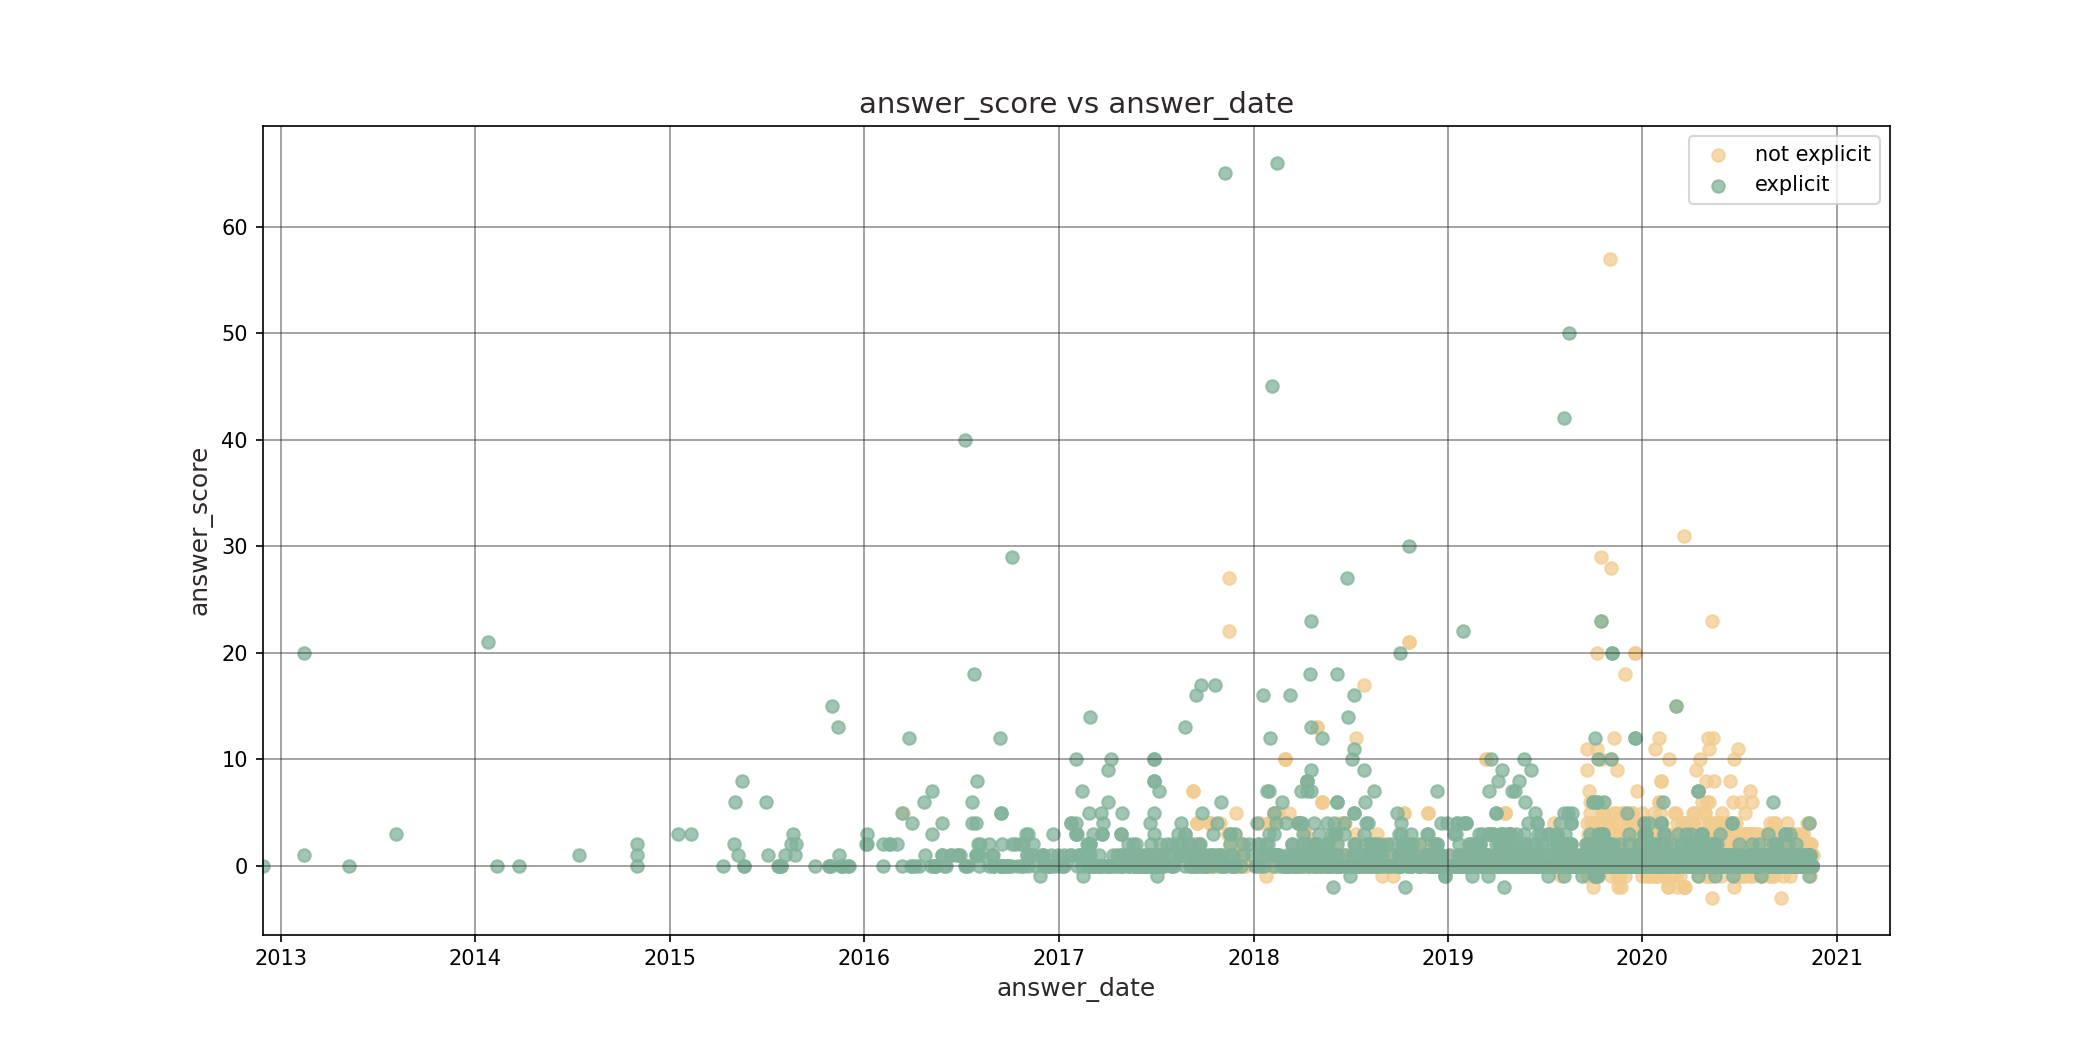 answer_score vs answer_date
not explicit
explicit
60
50
40
30
20
10
0
answer_score
2013 2014 2015 2016 2017 2018 2019 2020 2021
answer_date